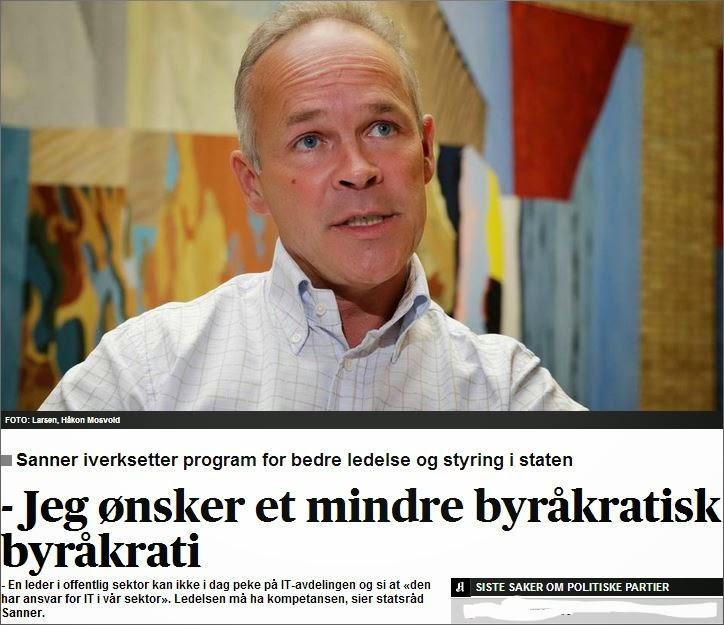 FOTO: Larsen, Håkon Mosvold
Sanner iverksetter program for bedre ledelse og styring i staten
- Jeg ønsker et mindre byråkratisk
byråkrati
- En leder i offentlig sektor kan ikke i dag peke på IT-avdelingen og si at «den
har ansvar for IT i vår sektor». Ledelsen må ha kompetansen, sier statsråd
Sanner.
A SISTE SAKER OM POLITISKE PARTIER